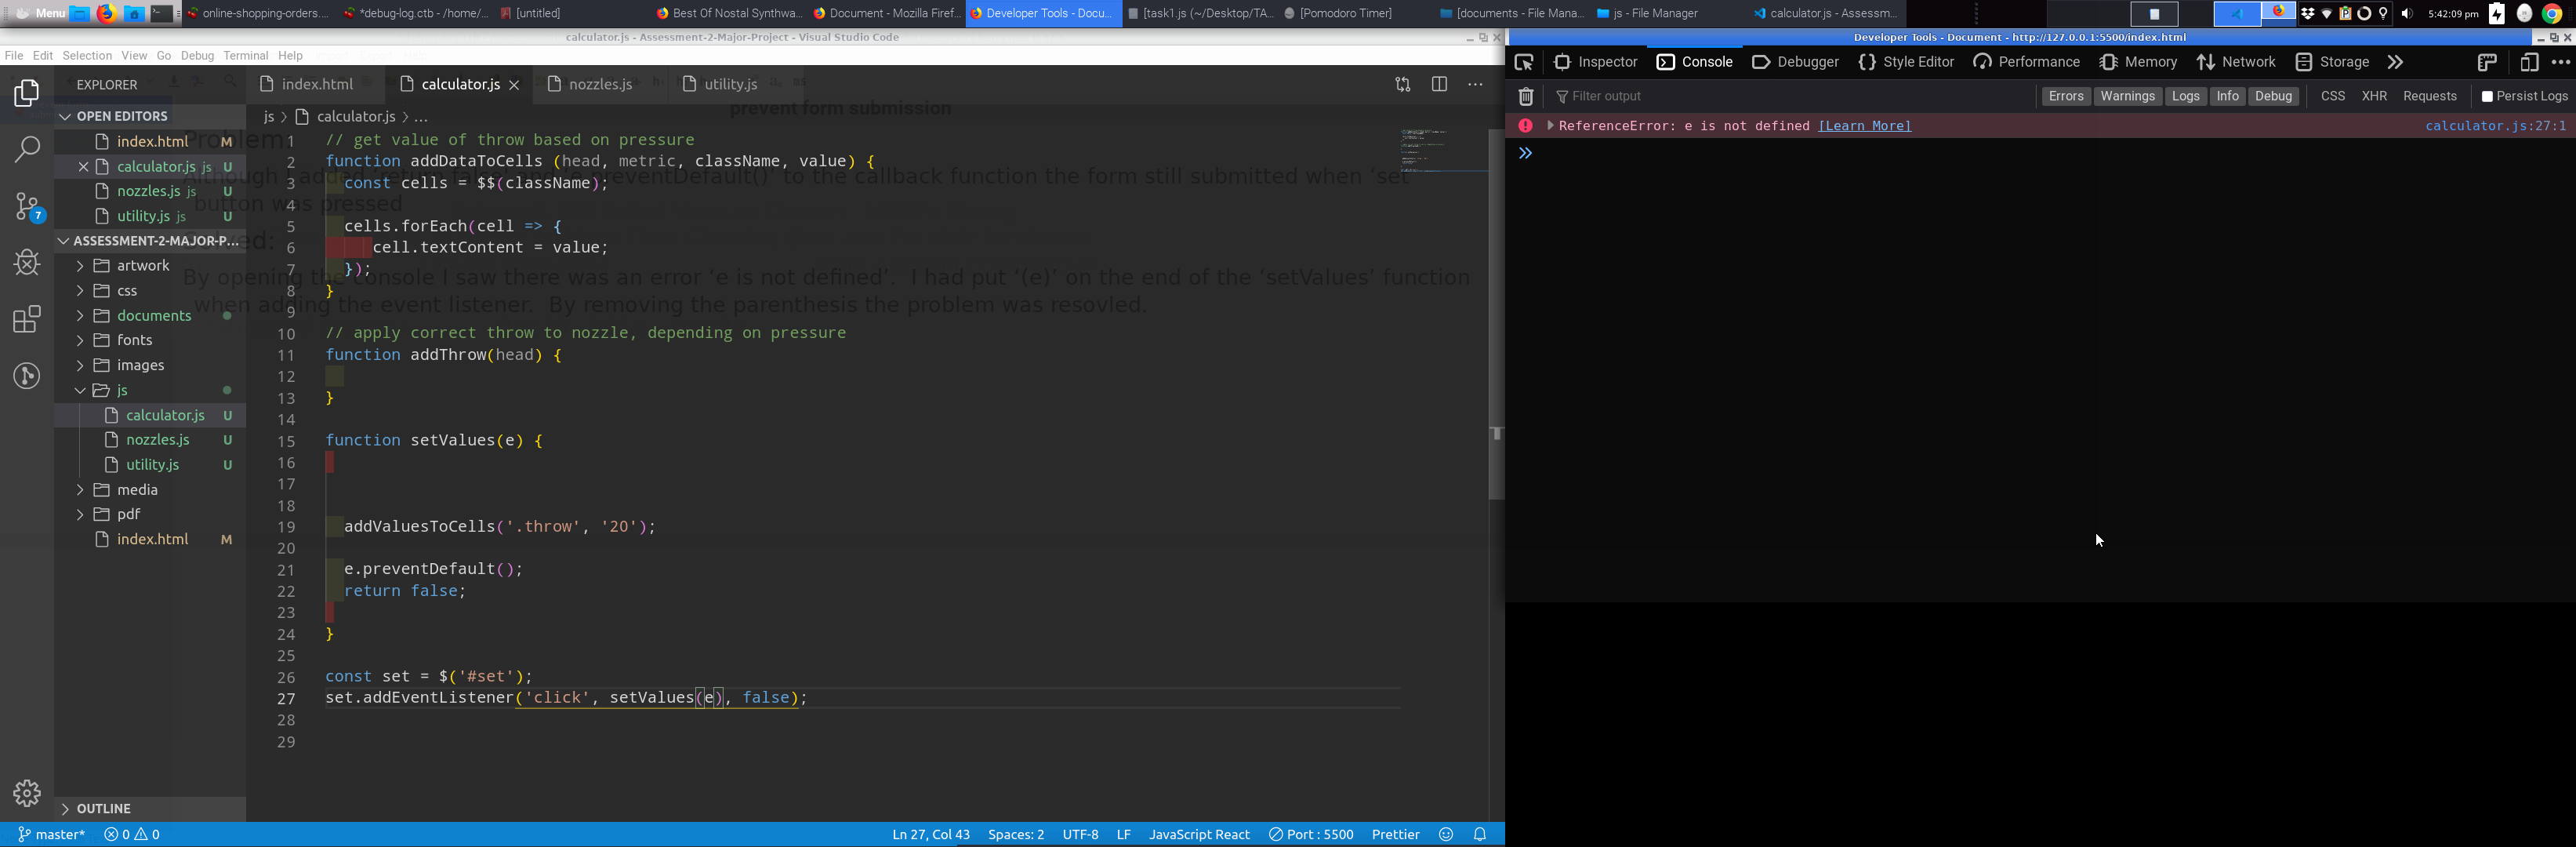 Menu
online-shopping-orders....
*debug-log.ctb - /home/...
[untitled]
Best Of Nostal Synthwa...
Document - Mozilla Firef...
Developer Tools - Docu...
[task1.js (~/Desktop/TA...
[Pomodoro Timer]
[documents - File Mana...
js - File Manager
calculator.js - Assessm...
5:42:09 pm
calculator.js - Assessment-2-Major-Project - Visual Studio Code
File Edit Selection View Go Debug Terminal Help
EXPLORER
OPEN EDITORS
index.html M
calculator.js js U
nozzles.js js U
utility.js js U
ASSESSMENT-2-MAJOR-P...
artwork
css
documents
fonts
images
js
calculator.js U
nozzles.js U
utility.js U
media
pdf
index.html M
OUTLINE
7
index.html calculator.js nozzles.js utility.js
js > calculator.js > ...
1 // get value of throw based on pressure
2 function addDataToCells (head, metric, className, value) {
3 const cells = $$(className);
4
5 cells.forEach(cell => {
6 cell.textContent = value;
7 });
8 }
9
10 // apply correct throw to nozzle, depending on pressure
11 function addThrow(head) {
12
13 }
14
15 function setValues(e) {
16
17
18
19 addValuesToCells('.throw', '20');
20
21 e.preventDefault();
22 return false;
23
24 }
25
26 const set = $('#set');
27 set.addEventListener('click', setValues(e), false);
28
29
prevent form submission
Problem:
Although I added 'return false' and 'e.preventDefault()' to the callback function the form still submitted when 'set'
button was pressed
Solved:
By opening the console I saw there was an error 'e is not defined'. I had put '(e)' on the end of the 'setValues' function
when adding the event listener. By removing the parenthesis the problem was resovled.
master* 0 0 Ln 27, Col 43 Spaces: 2 UTF-8 LF JavaScript React Port : 5500 Prettier
Developer Tools - Document - http://127.0.0.1:5500/index.html
Inspector Console Debugger Style Editor Performance Memory Network Storage
Filter output Errors Warnings Logs Info Debug CSS XHR Requests Persist Logs
ReferenceError: e is not defined [Learn More] calculator.js:27:1